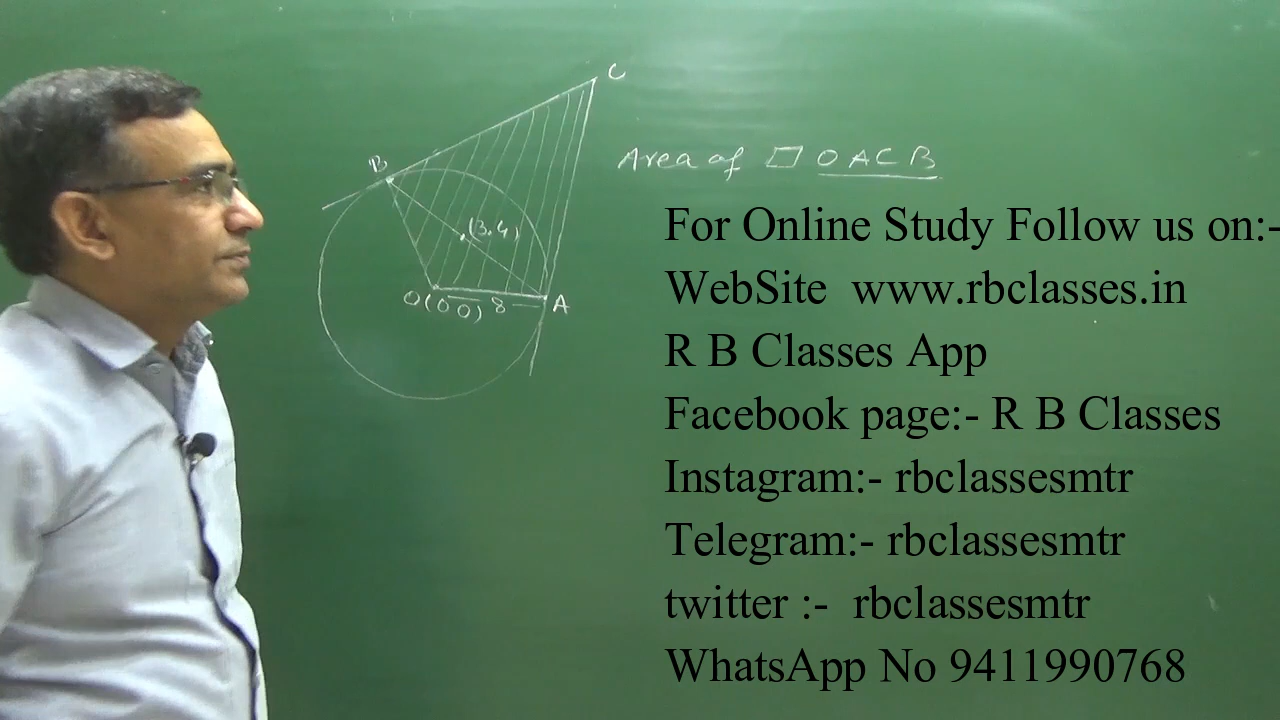 C
B
Area of ▱ OACB
(3,4)
O(0,0) 8 A
For Online Study Follow us on:-
WebSite www.rbclasses.in
R B Classes App
Facebook page:- R B Classes
Instagram:- rbclassesmtr
Telegram:- rbclassesmtr
twitter :- rbclassesmtr
WhatsApp No 9411990768